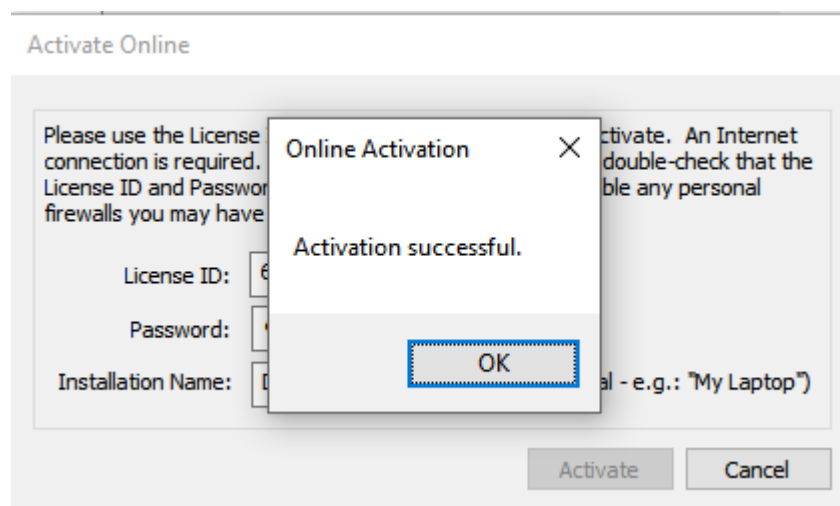 Activate Online
Please use the License
ctivate. An Internet
connection is required.
double-check that the
License ID and
ble any personal
firewalls you may have
Online Activation
Activation successful.
OK
License ID:
Password:
Installation Name:
al - e.g.: "My Laptop")
Activate
Cancel